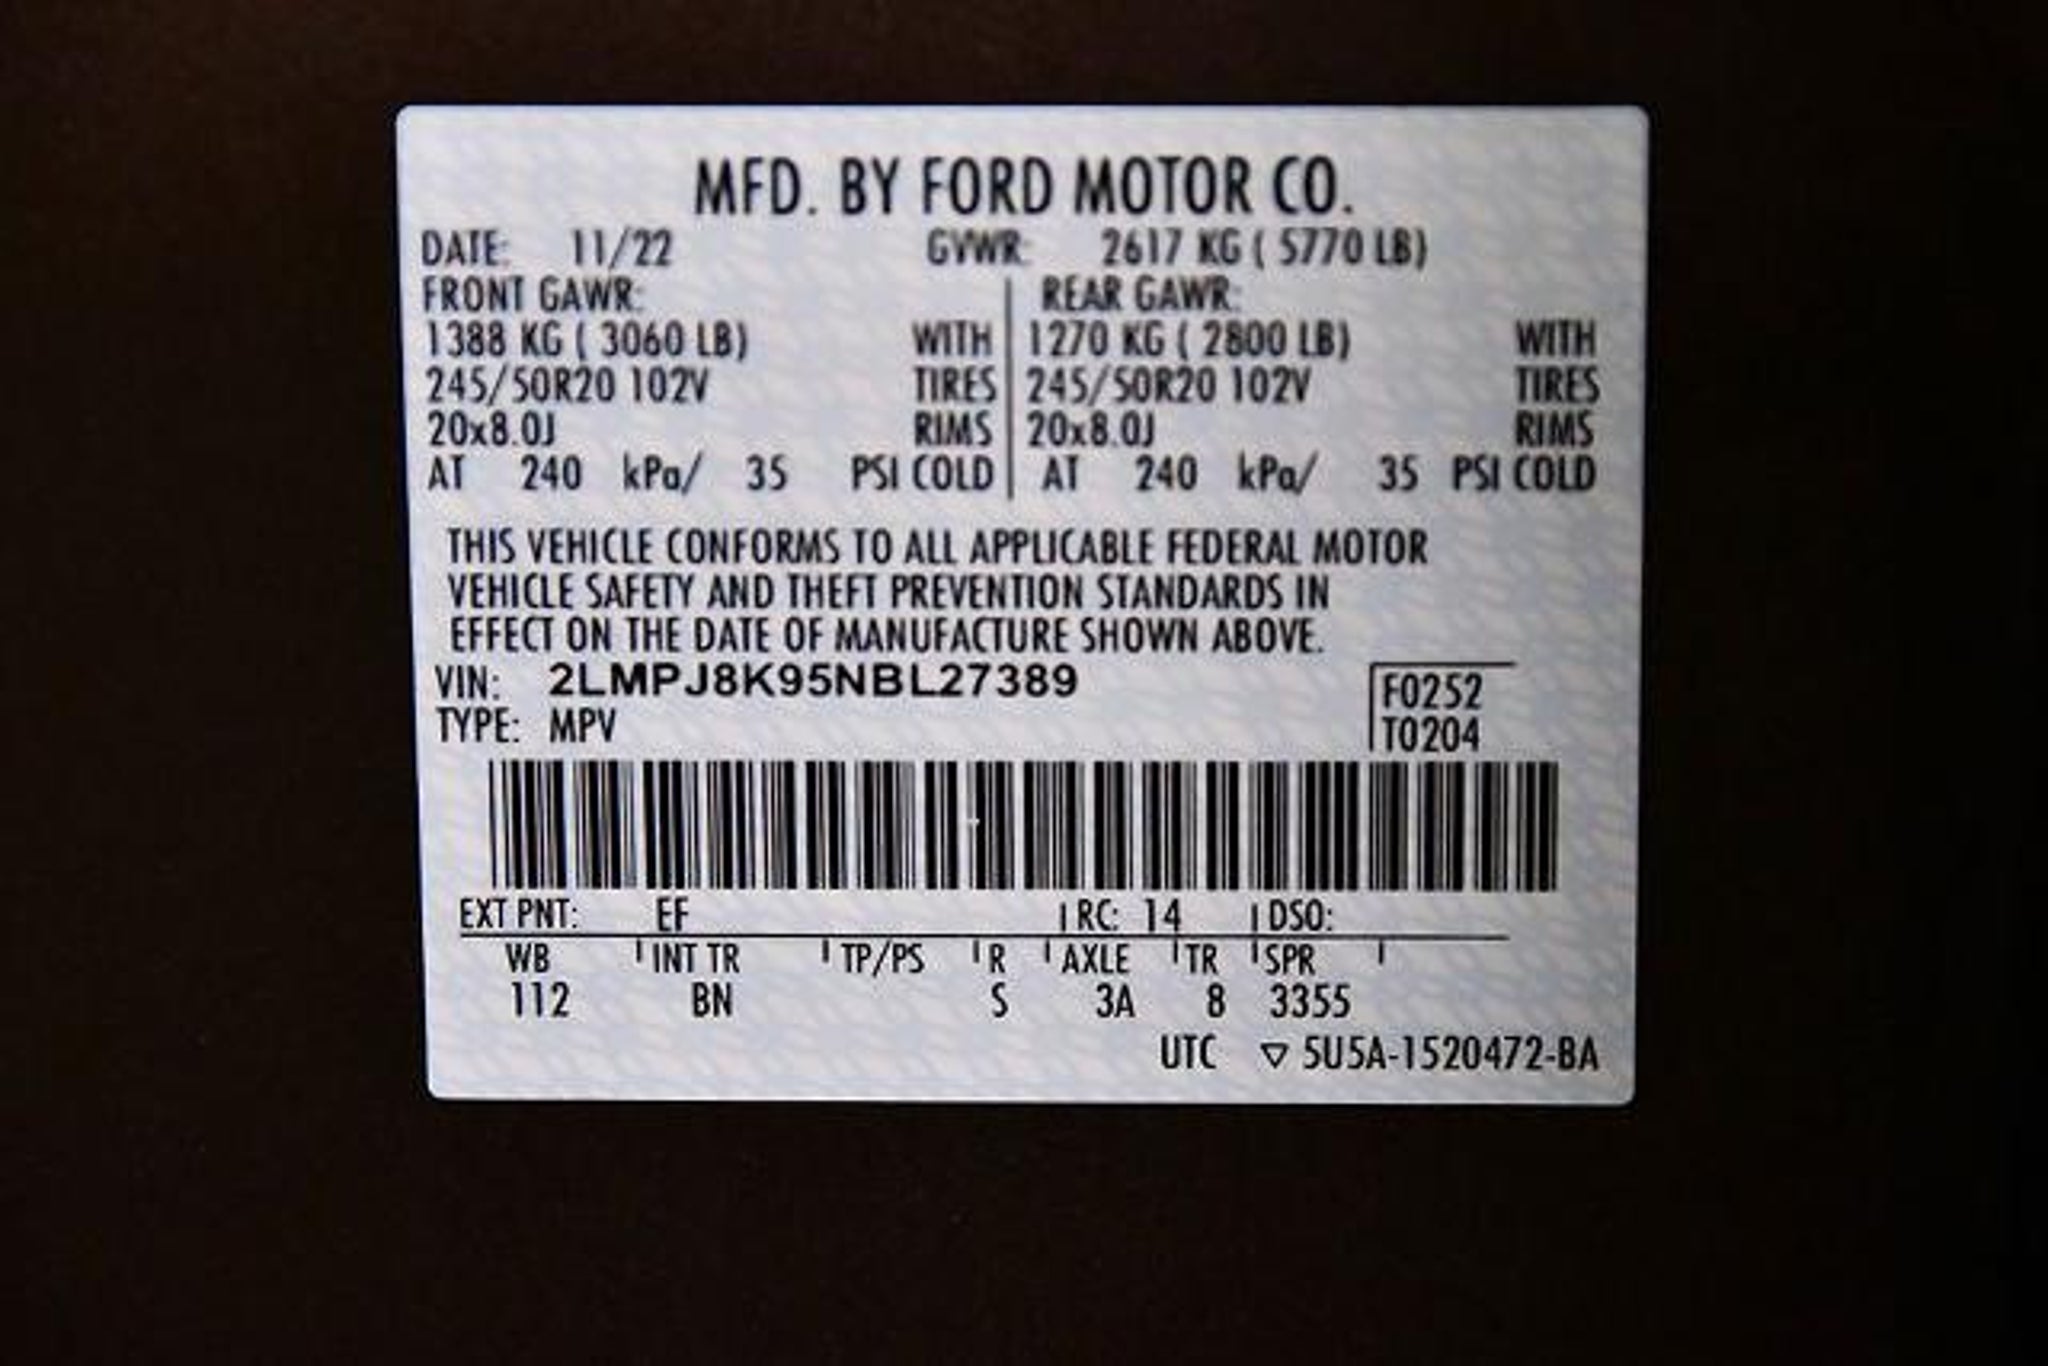 MFD. BY FORD MOTOR CO.
DATE: 11/22 GVWR: 2617 KG ( 5770 LB)
FRONT GAWR: REAR GAWR:
1388 KG ( 3060 LB) WITH 1270 KG ( 2800 LB) WITH
245/50R20 102V TIRES 245/50R20 102V TIRES
20x8.0J RIMS 20x8.0J RIMS
AT 240 kPa/ 35 PSI COLD AT 240 kPa/ 35 PSI COLD
THIS VEHICLE CONFORMS TO ALL APPLICABLE FEDERAL MOTOR
VEHICLE SAFETY AND THEFT PREVENTION STANDARDS IN
EFFECT ON THE DATE OF MANUFACTURE SHOWN ABOVE.
VIN: 2LMPJ8K95NBL27389 F0252
TYPE: MPV T0204
EXT PNT: EF RC: 14 DSO:
WB INT TR TP/PS R AXLE TR SPR
112 BN S 3A 8 3355
UTC ▽ 5U5A-1520472-BA